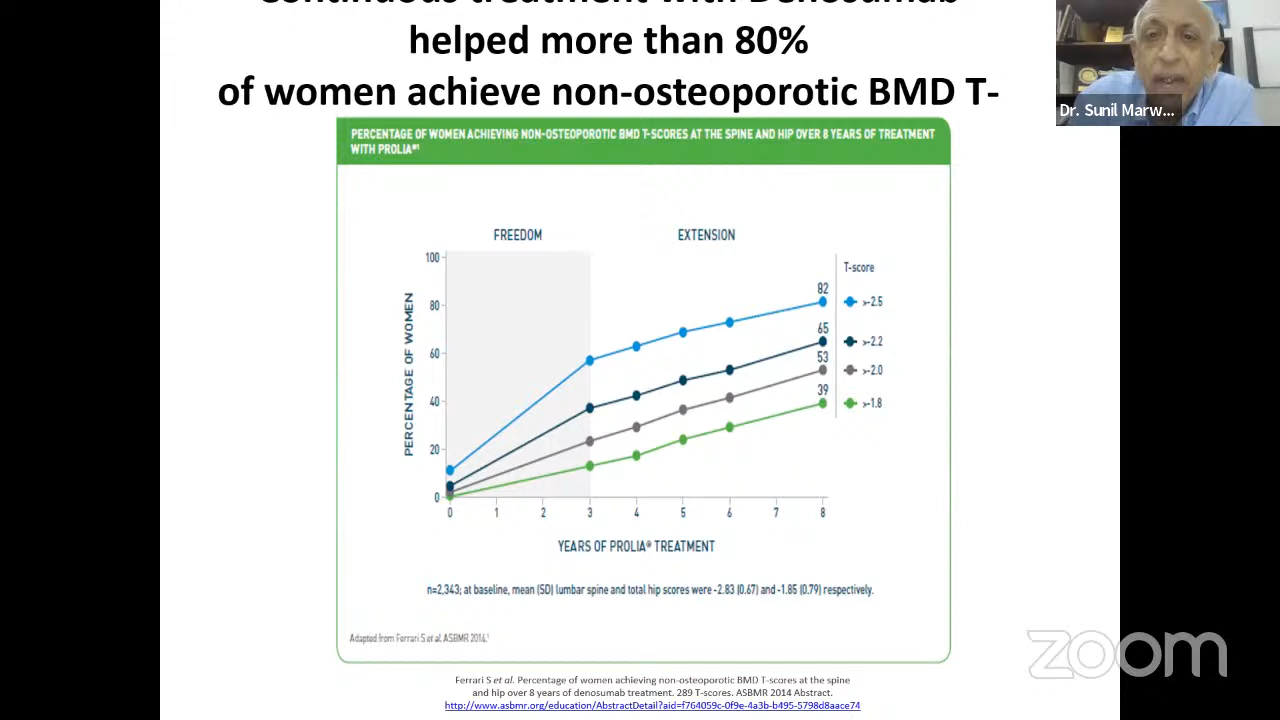 Continuous treatment with Denosumab
helped more than 80%
of women achieve non-osteoporotic BMD T-
Dr. Sunil Marw...
PERCENTAGE OF WOMEN ACHIEVING NON-OSTEOPOROTIC BMD T-SCORES AT THE SPINE AND HIP OVER 8 YEARS OF TREATMENT
WITH PROLIA®¹
FREEDOM EXTENSION
T-score
PERCENTAGE OF WOMEN
100
80
60
40
20
0
82
65
53
39
>-2.5
>-2.2
>-2.0
>-1.8
0 1 2 3 4 5 6 7 8
YEARS OF PROLIA® TREATMENT
n=2,343; at baseline, mean (SD) lumbar spine and total hip scores were -2.83 (0.67) and -1.85 (0.79) respectively.
Adapted from Ferrari S et al. ASBMR 2014.¹
zoom
Ferrari S et al. Percentage of women achieving non-osteoporotic BMD T-scores at the spine
and hip over 8 years of denosumab treatment. 289 T-scores. ASBMR 2014 Abstract.
http://www.asbmr.org/education/AbstractDetail?aid=f764059c-0f9e-4a3b-b495-5798d8aace74